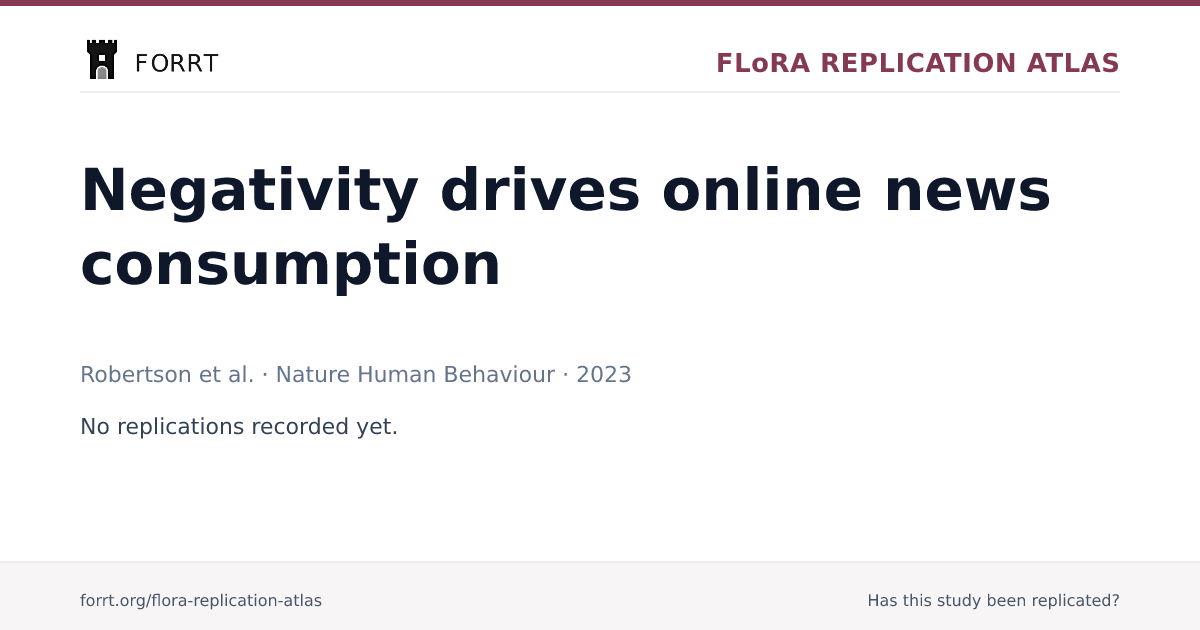 FORRT
FLoRA REPLICATION ATLAS
Negativity drives online news
consumption
Robertson et al. · Nature Human Behaviour · 2023
No replications recorded yet.
forrt.org/flora-replication-atlas
Has this study been replicated?